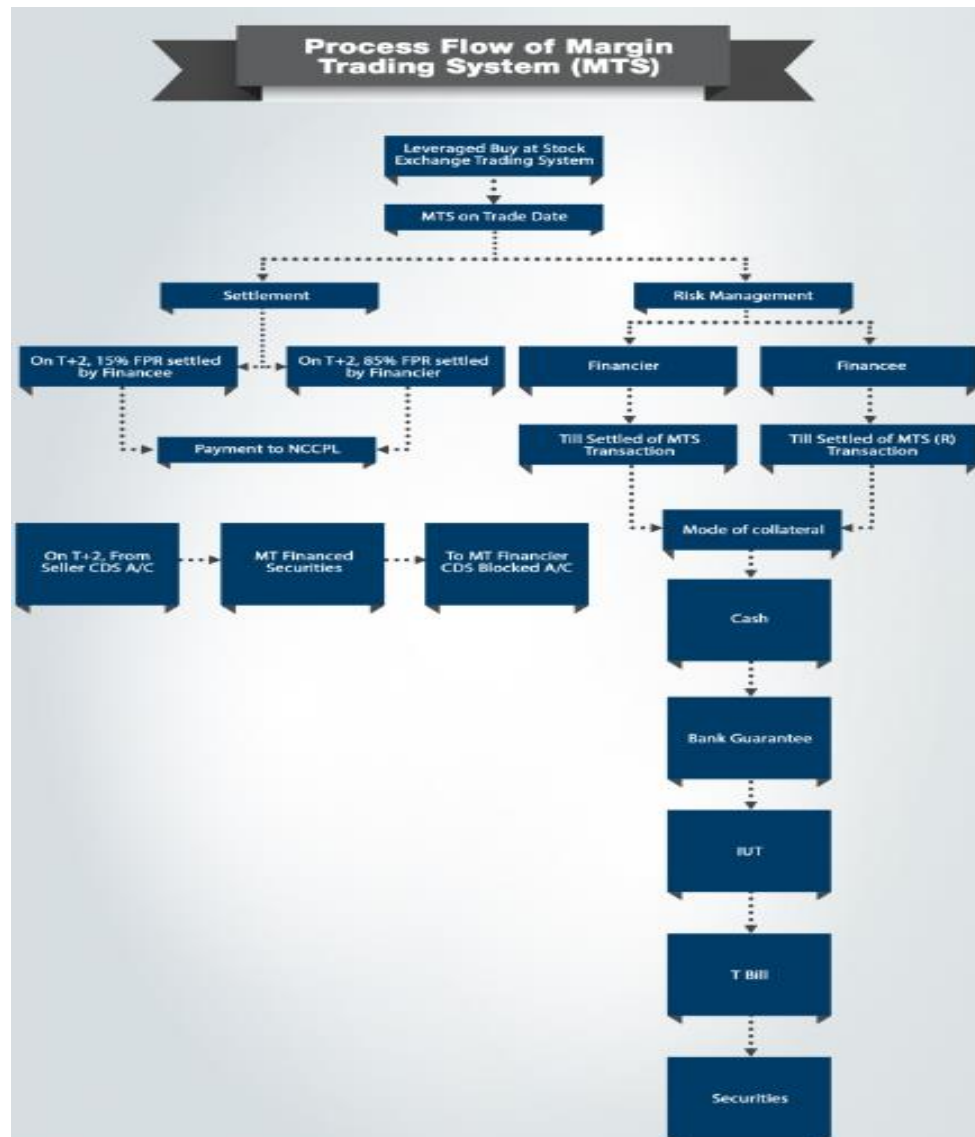 Process Flow of Margin
Trading System (MTS)
Leveraged Buy at Stock
Exchange Trading System
MTS on Trade Date
Settlement
Risk Management
On T+2, 15% FPR settled
by Financee
On T+2, 85% FPR settled
by Financier
Financier
Financee
Payment to NCCPL
Till Settled of MTS
Transaction
Till Settled of MTS (R)
Transaction
Mode of collateral
On T+2, From
Seller CDS A/C
MT Financed
Securities
To MT Financier
CDS Blocked A/C
Cash
Bank Guarantee
IUT
T Bill
Securities